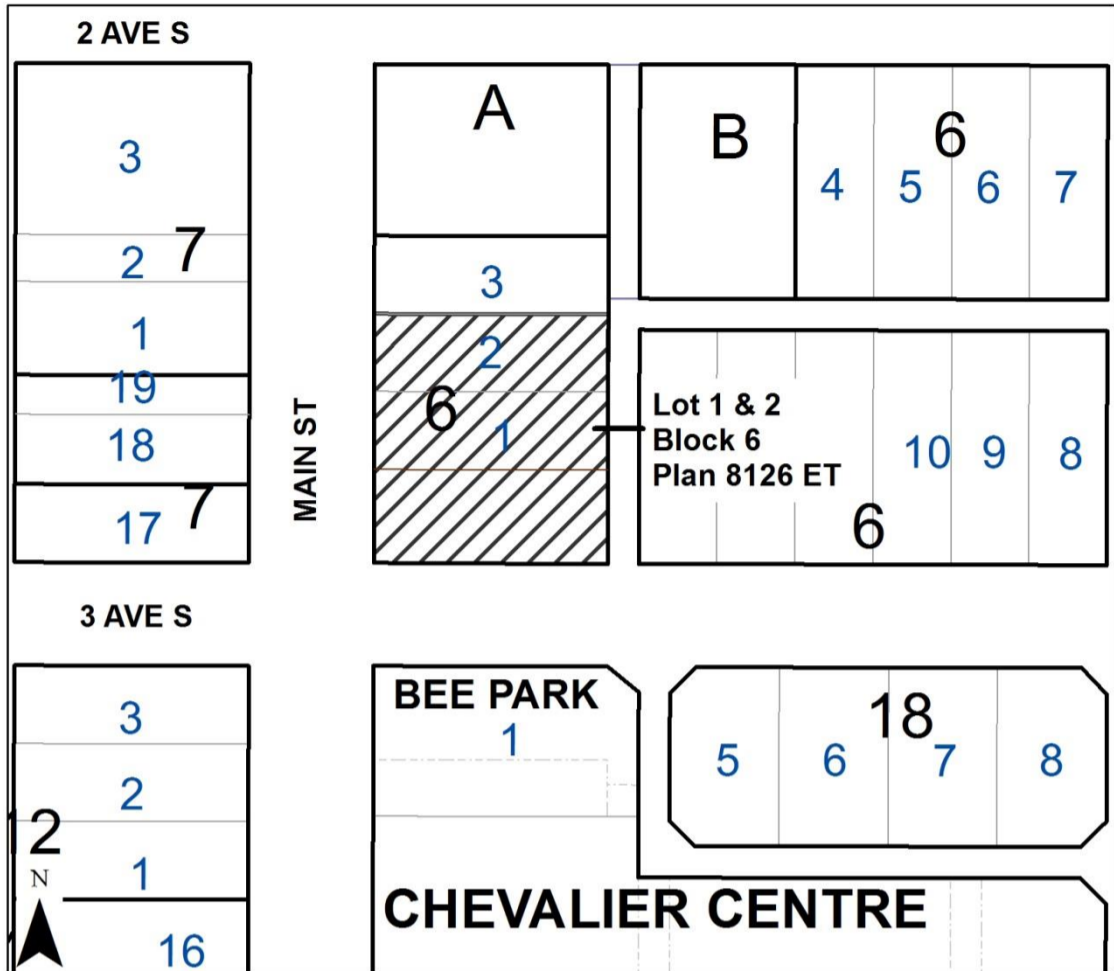 2 AVE S
3
2
7
1
19
18
17
7
MAIN ST
A
3
2
6
1
B
6
4
5
6
7
Lot 1 & 2
Block 6
Plan 8126 ET
10
9
8
6
3 AVE S
3
2
12
1
N
16
BEE PARK
1
18
5
6
7
8
CHEVALIER CENTRE